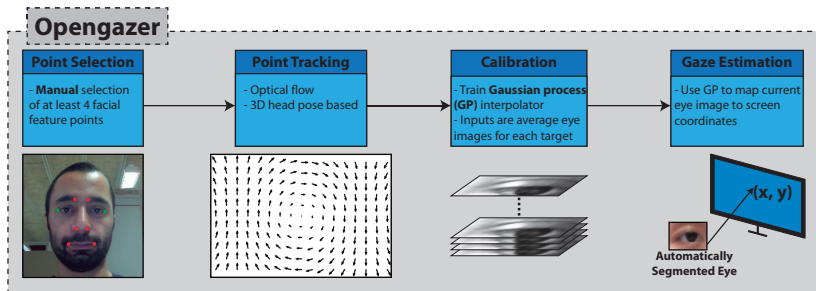 Opengazer
Point Selection
- Manual selection
of at least 4 facial
feature points
Point Tracking
- Optical flow
- 3D head pose based
Calibration
- Train Gaussian process
(GP) interpolator
- Inputs are average eye
images for each target
Gaze Estimation
- Use GP to map current
eye image to screen
coordinates
(x, y)
Automatically
Segmented Eye